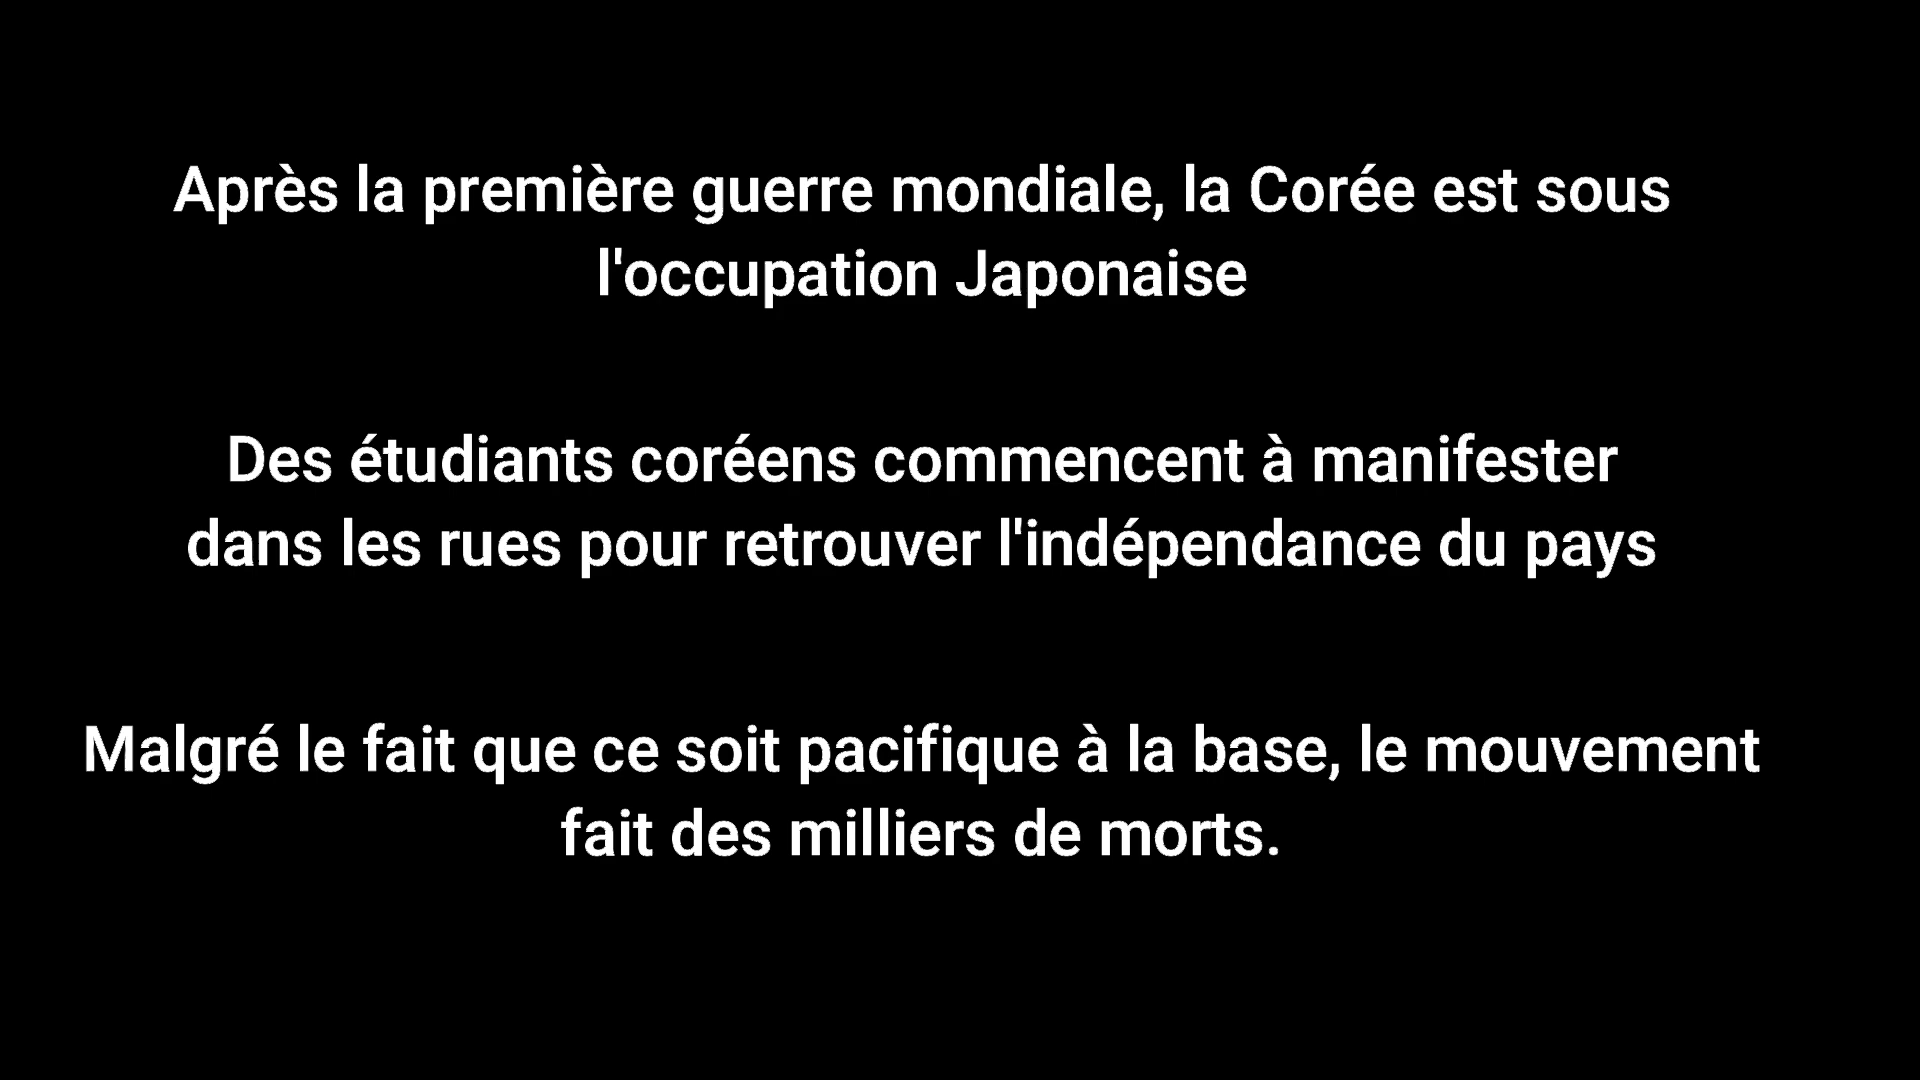 Après la première guerre mondiale, la Corée est sous
l'occupation Japonaise
Des étudiants coréens commencent à manifester
dans les rues pour retrouver l'indépendance du pays
Malgré le fait que ce soit pacifique à la base, le mouvement
fait des milliers de morts.